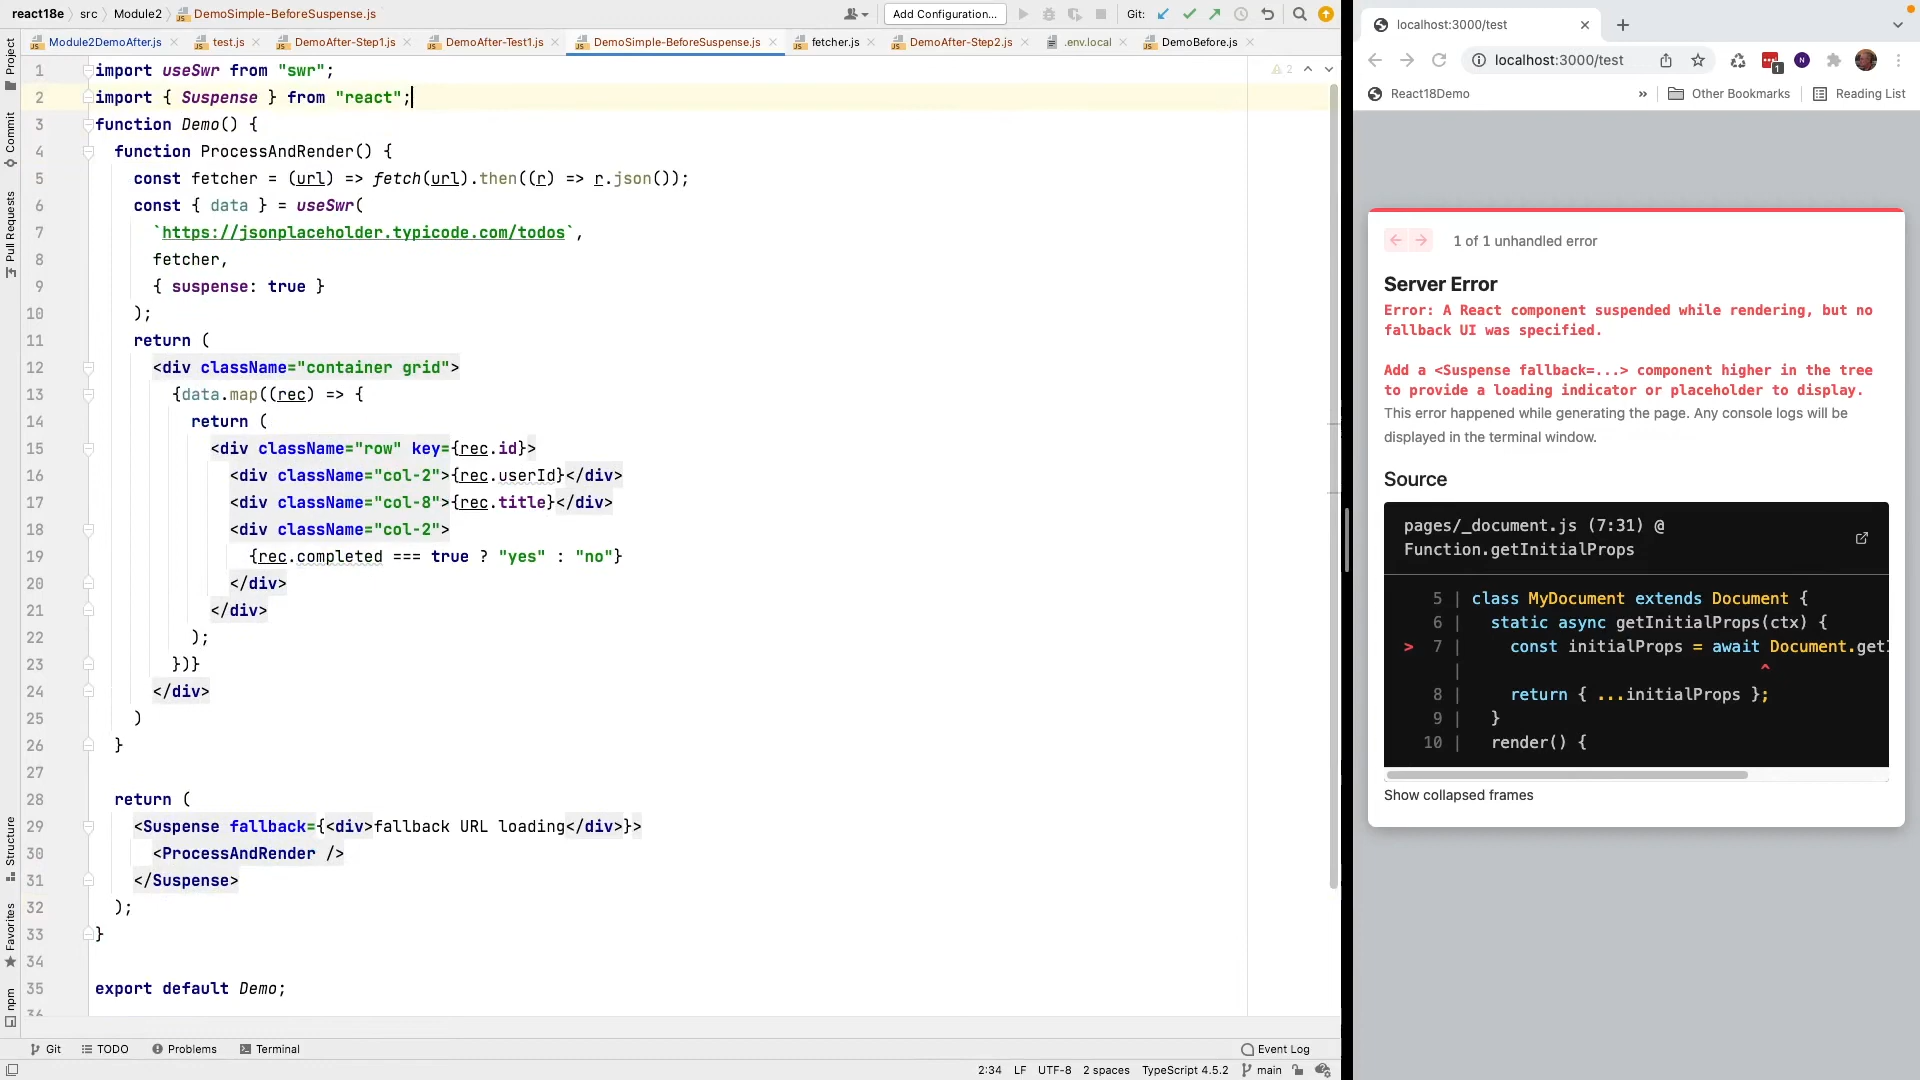 react18e
src
Module2
DemoSimple-BeforeSuspense.js
Add Configuration...
Git:
Module2DemoAfter.js
test.js
DemoAfter-Step1.js
DemoAfter-Test1.js
DemoSimple-BeforeSuspense.js
fetcher.js
DemoAfter-Step2.js
.env.local
DemoBefore.js
Project
Commit
Pull Requests
Structure
Favorites
npm
2
1 import useSwr from "swr";
2 import { Suspense } from "react";
3 function Demo() {
4 function ProcessAndRender() {
5 const fetcher = (url) => fetch(url).then((r) => r.json());
6 const { data } = useSwr(
7 `https://jsonplaceholder.typicode.com/todos`,
8 fetcher,
9 { suspense: true }
10 );
11 return (
12 <div className="container grid">
13 {data.map((rec) => {
14 return (
15 <div className="row" key={rec.id}>
16 <div className="col-2">{rec.userId}</div>
17 <div className="col-8">{rec.title}</div>
18 <div className="col-2">
19 {rec.completed === true ? "yes" : "no"}
20 </div>
21 </div>
22 );
23 })}
24 </div>
25 )
26 }
27
28 return (
29 <Suspense fallback={<div>fallback URL loading</div>}>
30 <ProcessAndRender />
31 </Suspense>
32 );
33 }
34
35 export default Demo;
36
Git
TODO
Problems
Terminal
Event Log
2:34
LF
UTF-8
2 spaces
TypeScript 4.5.2
main
localhost:3000/test
localhost:3000/test
1
N
React18Demo
»
Other Bookmarks
Reading List
1 of 1 unhandled error
Server Error
Error: A React component suspended while rendering, but no
fallback UI was specified.
Add a <Suspense fallback=...> component higher in the tree
to provide a loading indicator or placeholder to display.
This error happened while generating the page. Any console logs will be
displayed in the terminal window.
Source
pages/_document.js (7:31) @
Function.getInitialProps
5 | class MyDocument extends Document {
6 | static async getInitialProps(ctx) {
> 7 | const initialProps = await Document.getI
| ^
8 | return { ...initialProps };
9 | }
10 | render() {
Show collapsed frames